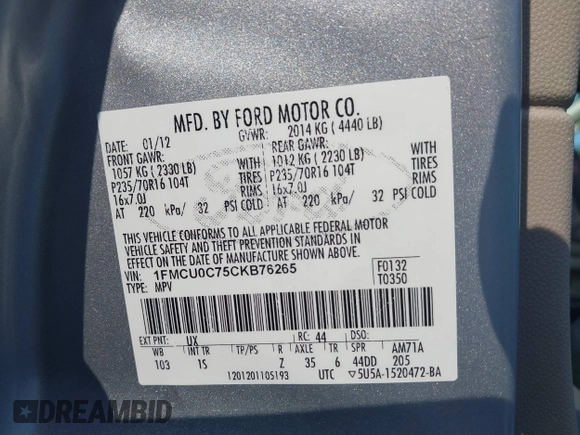 MFD. BY FORD MOTOR CO.
DATE: 01/12 GVWR: 2014 KG ( 4440 LB)
FRONT GAWR: REAR GAWR:
1057 KG ( 2330 LB) WITH 1012 KG ( 2230 LB) WITH
P235/70R16 104T TIRES P235/70R16 104T TIRES
16x7.0J RIMS 16x7.0J RIMS
AT 220 kPa/ 32 PSI COLD AT 220 kPa/ 32 PSI COLD
THIS VEHICLE CONFORMS TO ALL APPLICABLE FEDERAL MOTOR
VEHICLE SAFETY AND THEFT PREVENTION STANDARDS IN
EFFECT ON THE DATE OF MANUFACTURE SHOWN ABOVE.
VIN: 1FMCU0C75CKB76265 F0132
TYPE: MPV T0350
EXT PNT: UX RC: 44 DSO:
WB INT TR TP/PS R AXLE TR SPR AM71A
103 1S Z 35 6 44DD 205
1201201105193 UTC ▽5U5A-1520472-BA
Ford
AutoBidMaster